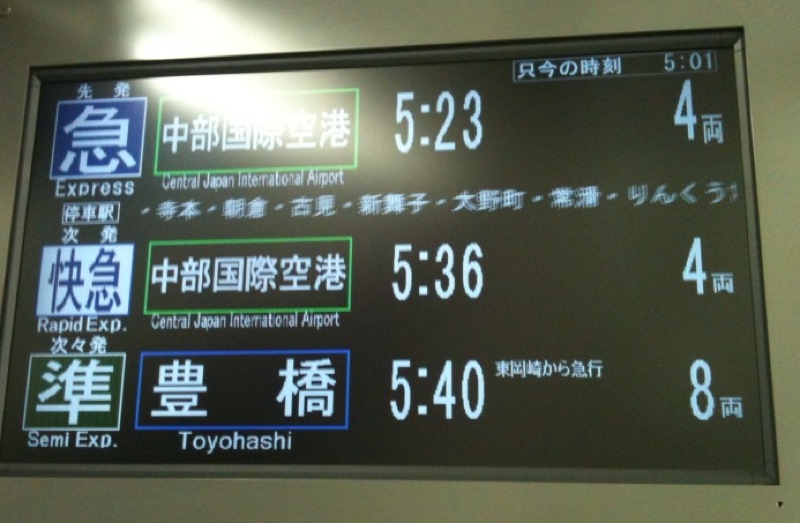 只今の時刻 5:01
先発
急 中部国際空港 5:23 4両
Express Central Japan International Airport
停車駅 ・寺本・朝倉・古見・新舞子・大野町・常滑・りんくう
次発
快急 中部国際空港 5:36 4両
Rapid Exp. Central Japan International Airport
次々発
準 豊橋 5:40 東岡崎から急行 8両
Semi Exp. Toyohashi